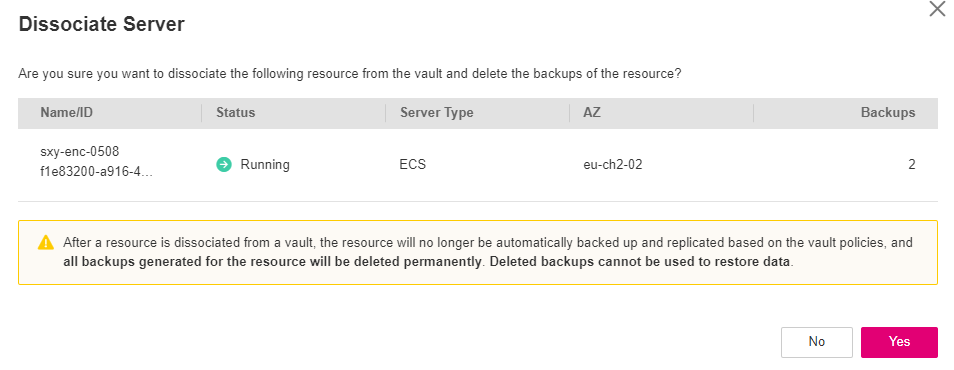 Dissociate Server
Are you sure you want to dissociate the following resource from the vault and delete the backups of the resource?
Name/ID Status Server Type AZ Backups
sxy-enc-0508
f1e83200-a916-4...
Running ECS eu-ch2-02 2
After a resource is dissociated from a vault, the resource will no longer be automatically backed up and replicated based on the vault policies, and
all backups generated for the resource will be deleted permanently. Deleted backups cannot be used to restore data.
No Yes